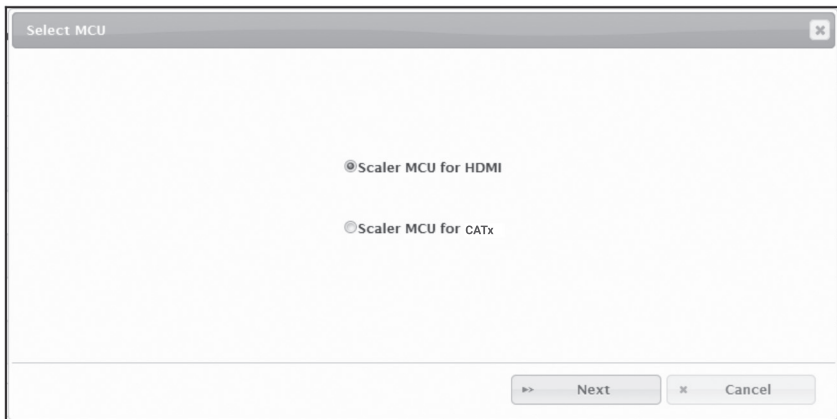 Select MCU
Scaler MCU for HDMI
Scaler MCU for CATx
Next
Cancel